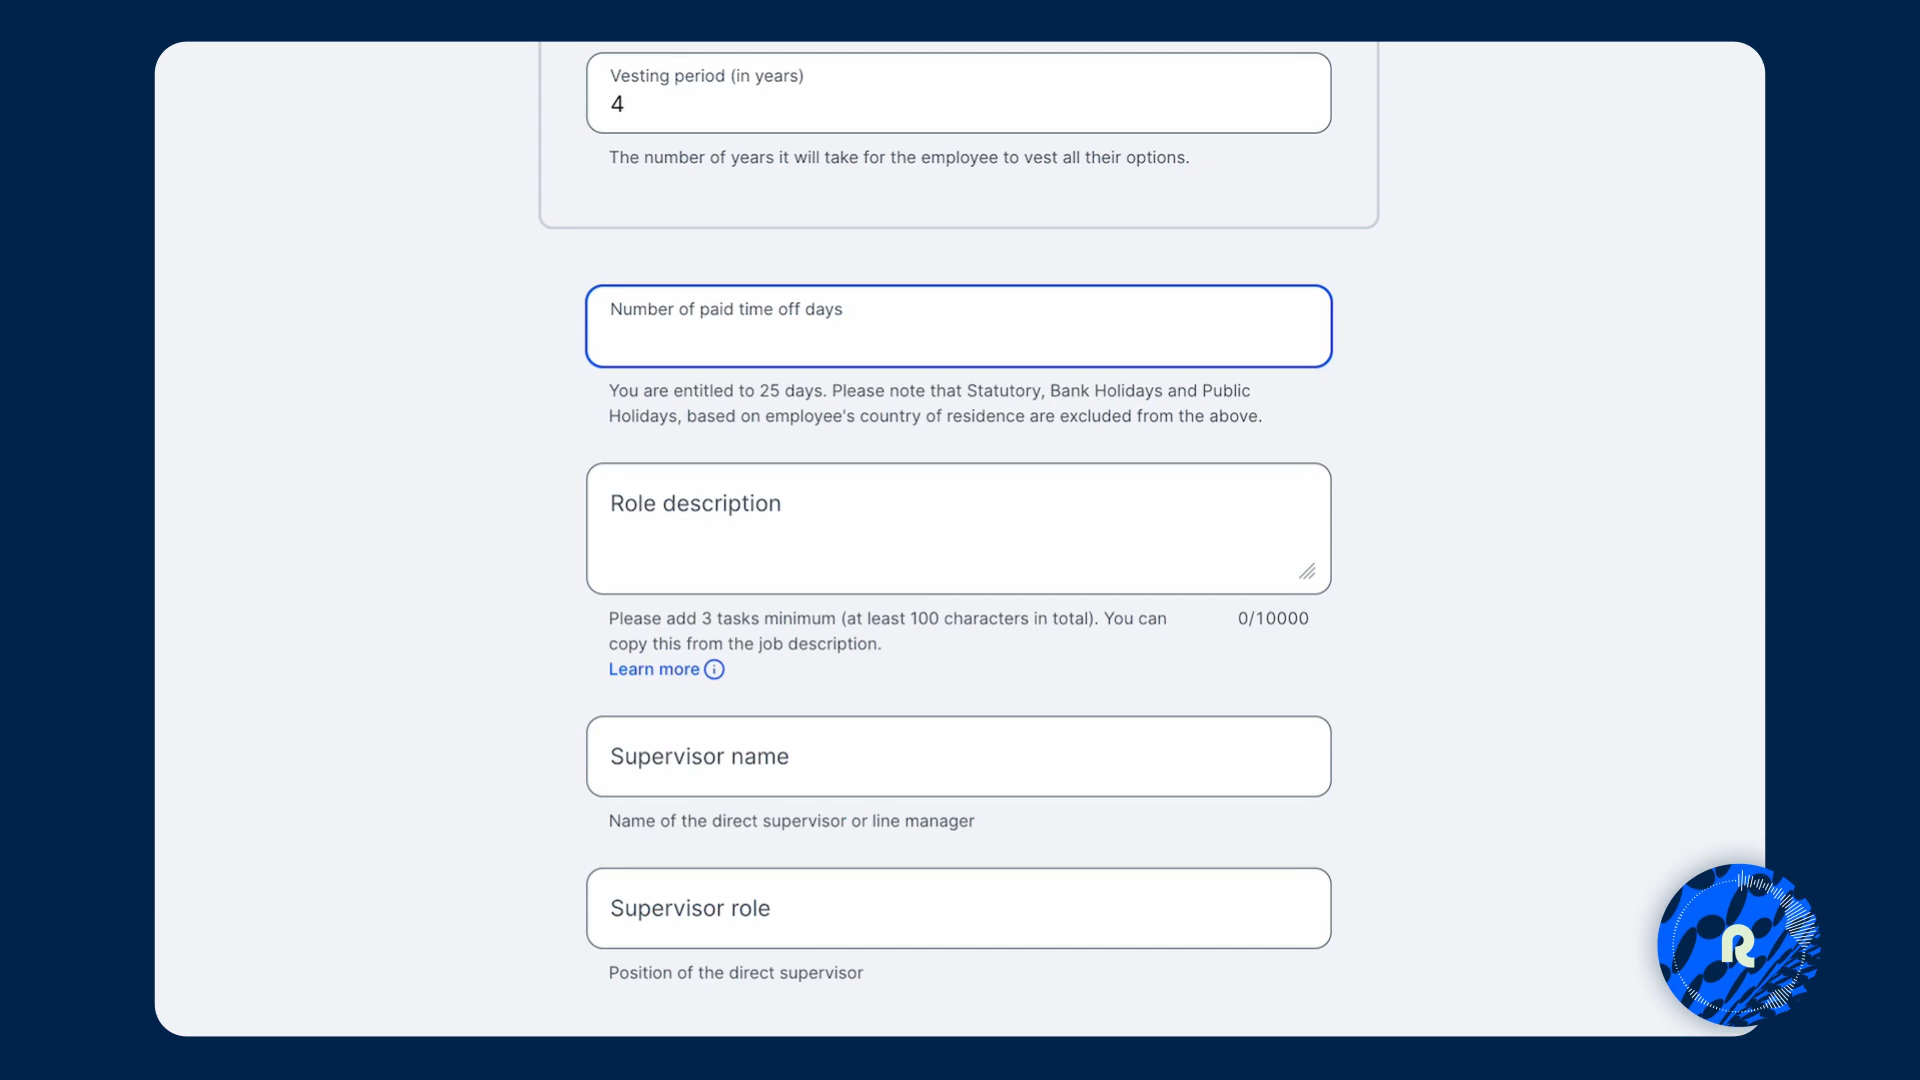 Vesting period (in years)
4
The number of years it will take for the employee to vest all their options.
Number of paid time off days
You are entitled to 25 days. Please note that Statutory, Bank Holidays and Public
Holidays, based on employee's country of residence are excluded from the above.
Role description
Please add 3 tasks minimum (at least 100 characters in total). You can
copy this from the job description.
0/10000
Learn more
Supervisor name
Name of the direct supervisor or line manager
Supervisor role
Position of the direct supervisor
R